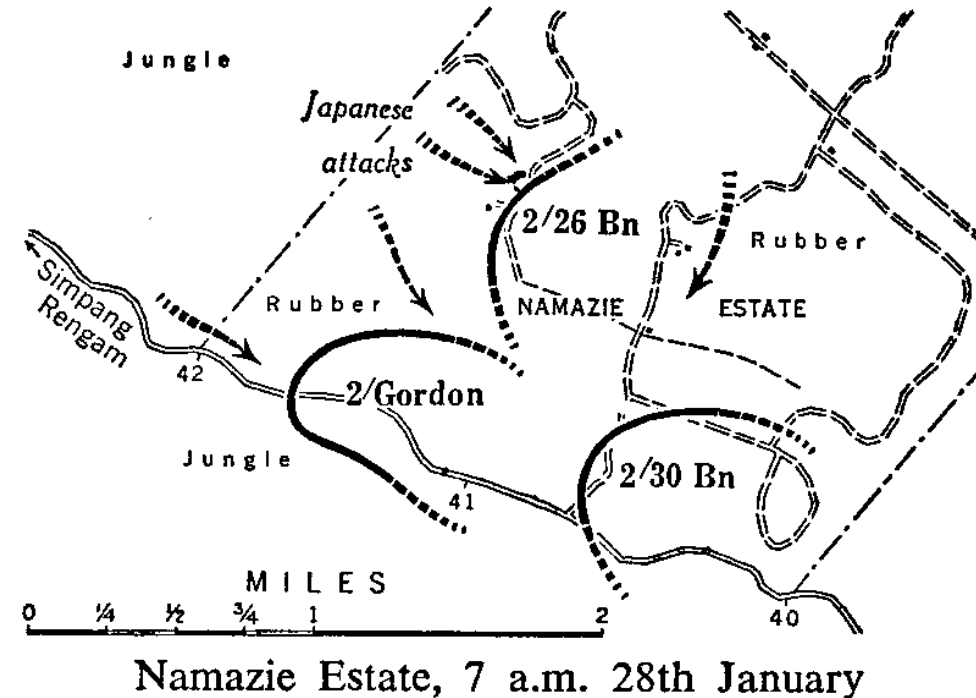 Jungle
Japanese
attacks
2/26 Bn
Rubber
Simpang
Rengam
Rubber
NAMAZIE ESTATE
42
2/Gordon
Jungle
41
2/30 Bn
MILES
0 1/4 1/2 3/4 1 2
40
Namazie Estate, 7 a.m. 28th January